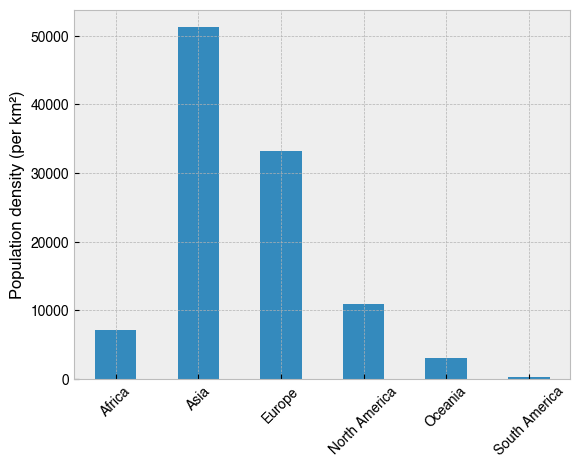 Population density (per km²)
50000
40000
30000
20000
10000
0
Africa
Asia
Europe
North America
Oceania
South America